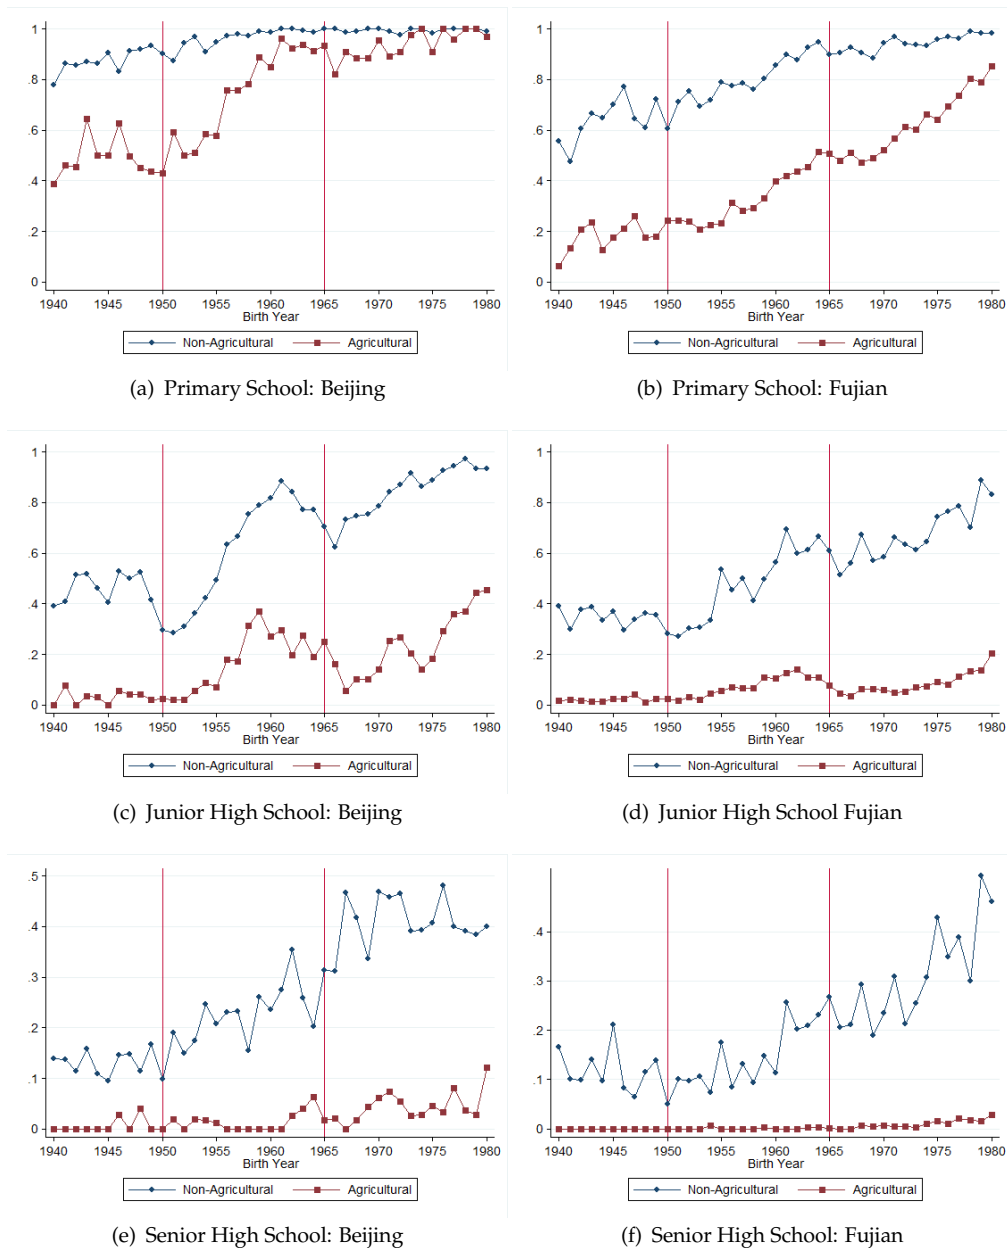 1
.8
.6
.4
.2
0
1940 1945 1950 1955 1960 1965 1970 1975 1980
Birth Year
Non-Agricultural Agricultural
(a) Primary School: Beijing
1
.8
.6
.4
.2
0
1940 1945 1950 1955 1960 1965 1970 1975 1980
Birth Year
Non-Agricultural Agricultural
(b) Primary School: Fujian
1
.8
.6
.4
.2
0
1940 1945 1950 1955 1960 1965 1970 1975 1980
Birth Year
Non-Agricultural Agricultural
(c) Junior High School: Beijing
1
.8
.6
.4
.2
0
1940 1945 1950 1955 1960 1965 1970 1975 1980
Birth Year
Non-Agricultural Agricultural
(d) Junior High School Fujian
.5
.4
.3
.2
.1
0
1940 1945 1950 1955 1960 1965 1970 1975 1980
Birth Year
Non-Agricultural Agricultural
(e) Senior High School: Beijing
.4
.3
.2
.1
0
1940 1945 1950 1955 1960 1965 1970 1975 1980
Birth Year
Non-Agricultural Agricultural
(f) Senior High School: Fujian